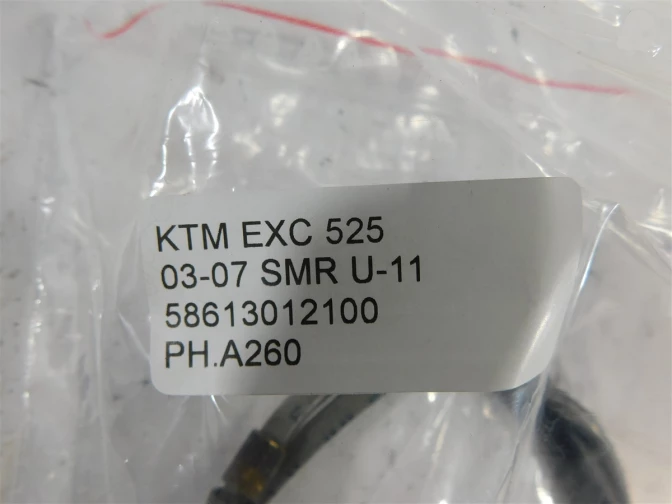 KTM EXC 525
03-07 SMR U-11
58613012100
PH.A260